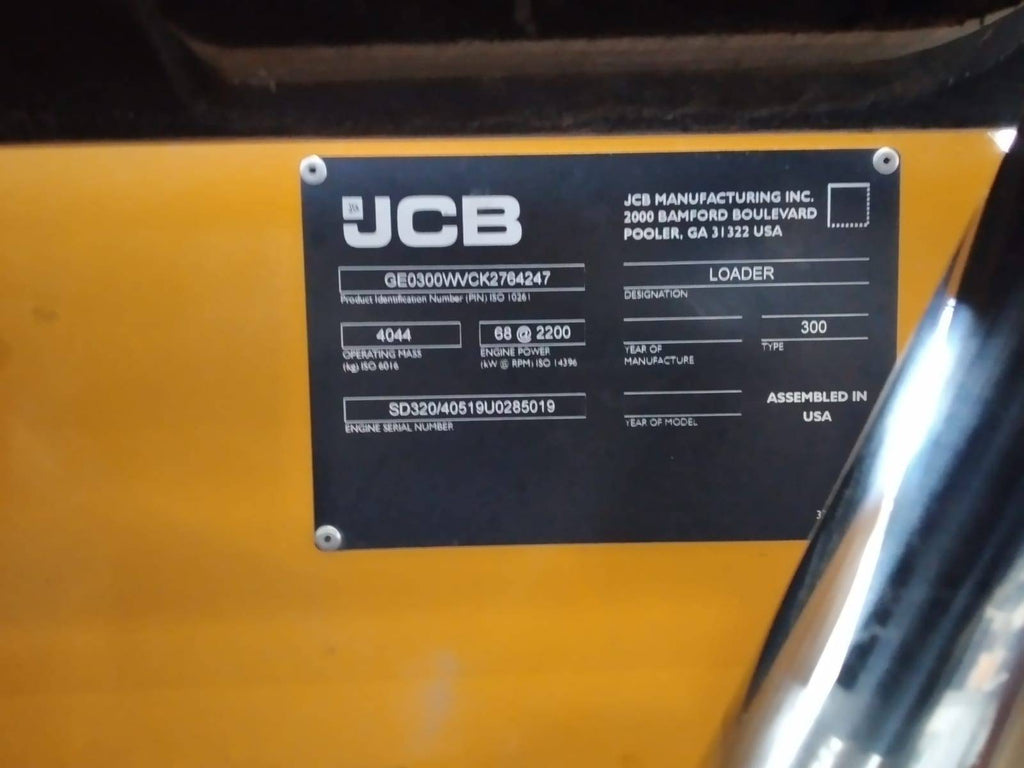 JCB
JCB MANUFACTURING INC.
2000 BAMFORD BOULEVARD
POOLER, GA 31322 USA
GE0300WVCK2764247
Product Identification Number (PIN) ISO 10261
LOADER
DESIGNATION
4044
OPERATING MASS
(kg) ISO 6016
68 @ 2200
ENGINE POWER
(kW @ RPM) ISO 14396
YEAR OF
MANUFACTURE
300
TYPE
SD320/40519U0285019
ENGINE SERIAL NUMBER
YEAR OF MODEL
ASSEMBLED IN
USA